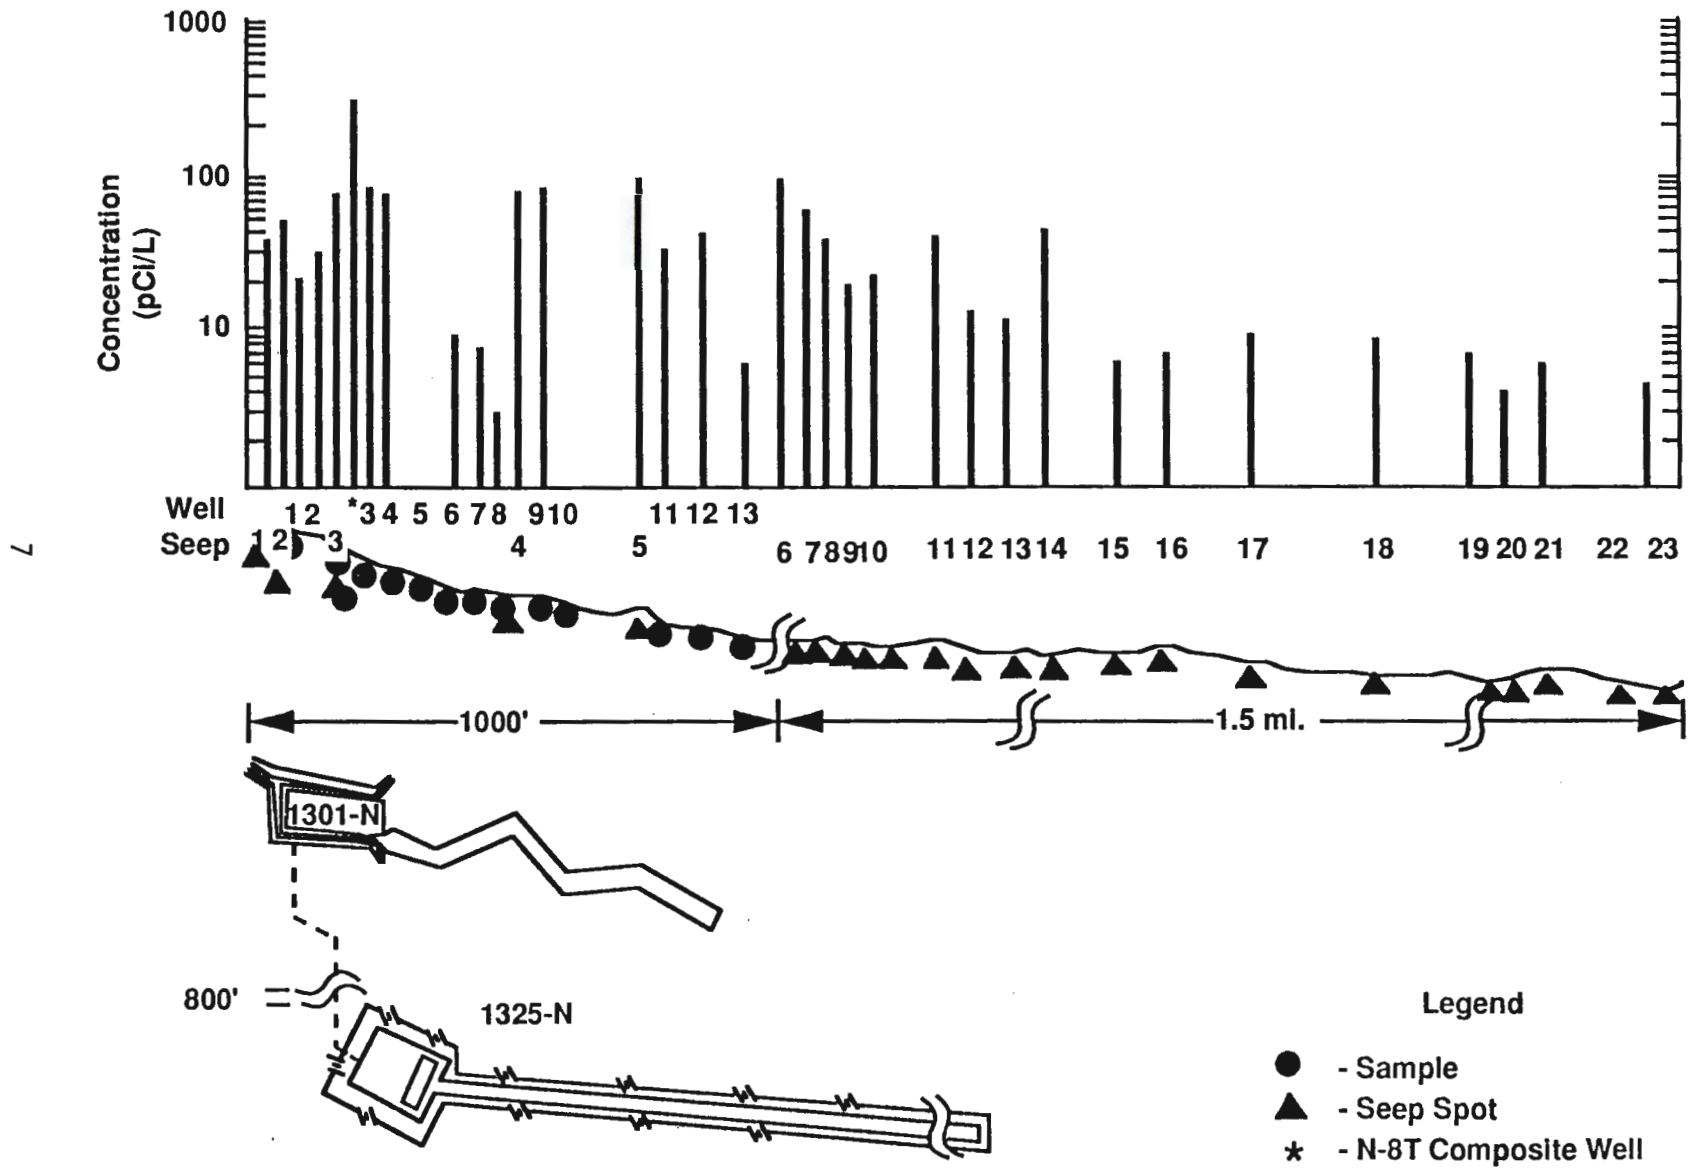 1000
100
10
Concentration
(pCi/L)
Well 1 2 * 3 4 5 6 7 8 9 10 11 12 13
Seep 1 2 3 4 5 6 7 8 9 10 11 12 13 14 15 16 17 18 19 20 21 22 23
7
1000'
1.5 mi.
1301-N
800'
1325-N
Legend
- Sample
- Seep Spot
* - N-8T Composite Well